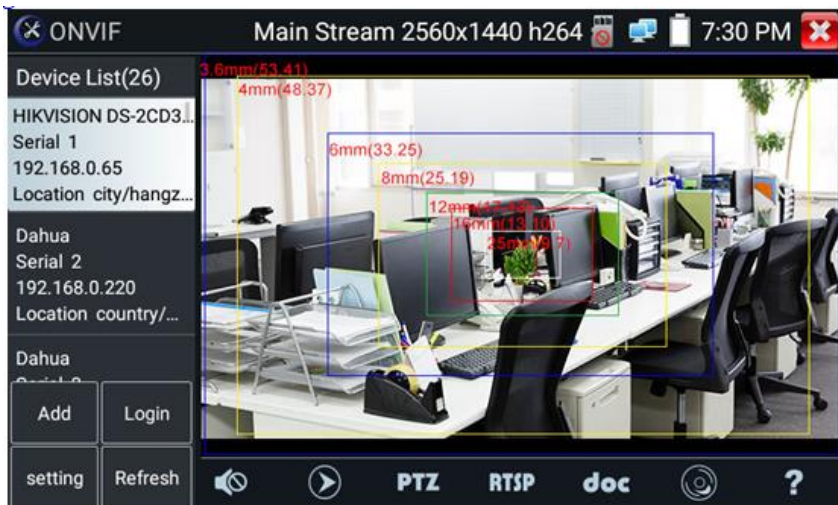 ONVIF
Main Stream 2560x1440 h264
7:30 PM
Device List(26)
HIKVISION DS-2CD3...
Serial 1
192.168.0.65
Location city/hangz...
Dahua
Serial 2
192.168.0.220
Location country/...
Dahua
Add
Login
setting
Refresh
3.6mm(53.41)
4mm(48.37)
6mm(33.25)
8mm(25.19)
PTZ
RTSP
doc
?